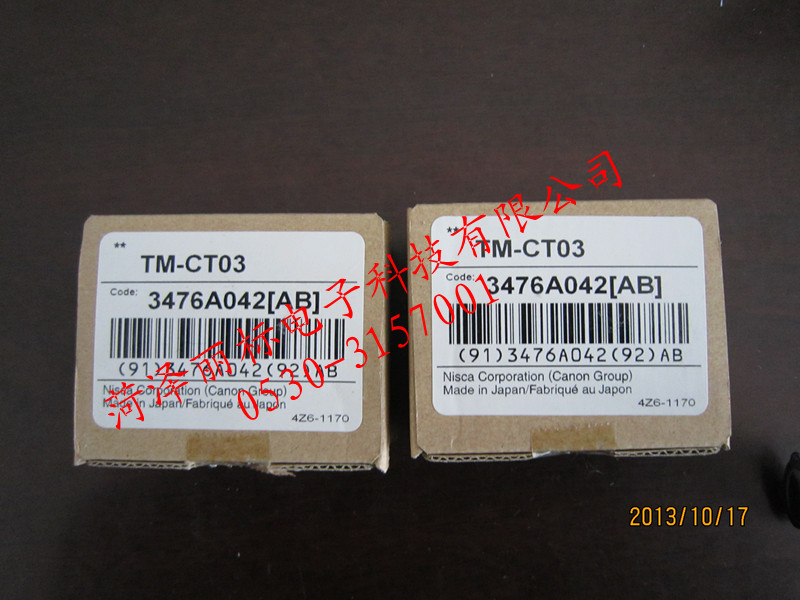 **
TM-CT03
Code: 3476A042[AB]
(91)3476A042(92)AB
Nisca Corporation (Canon Group)
Made in Japan/Fabriqué au Japon
4Z6-1170
**
TM-CT03
Code: 3476A042[AB]
(91)3476A042(92)AB
Nisca Corporation (Canon Group)
Made in Japan/Fabriqué au Japon
4Z6-1170
菏泽丽标电子科技有限公司
0530-3157001
2013/10/17